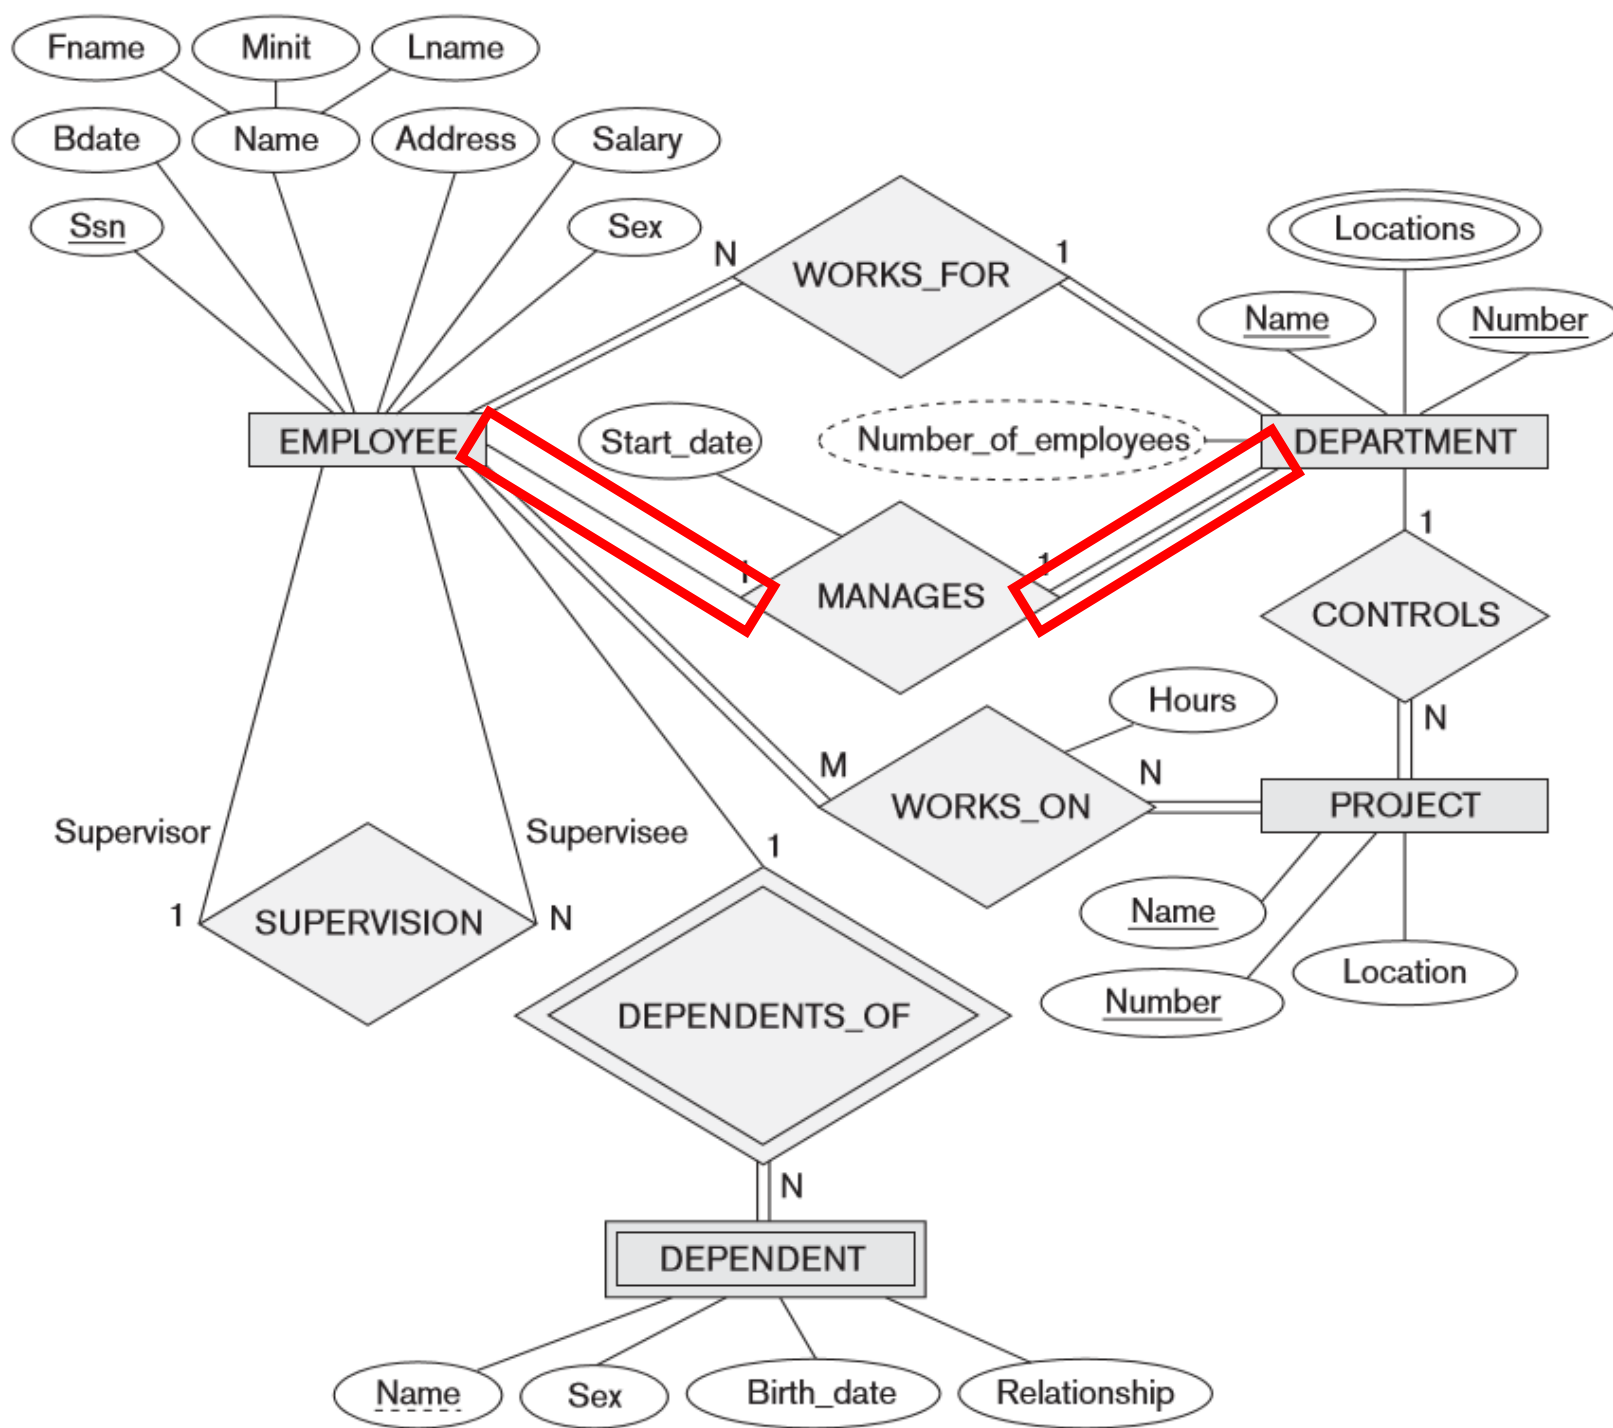 Fname
Minit
Lname
Bdate
Name
Address
Salary
Ssn
Sex
N
WORKS_FOR
1
Locations
Name
Number
EMPLOYEE
Start_date
Number_of_employees
DEPARTMENT
1
MANAGES
1
1
CONTROLS
N
Hours
M
WORKS_ON
N
PROJECT
Supervisor
Supervisee
1
1
SUPERVISION
N
Name
Number
Location
DEPENDENTS_OF
N
DEPENDENT
Name
Sex
Birth_date
Relationship